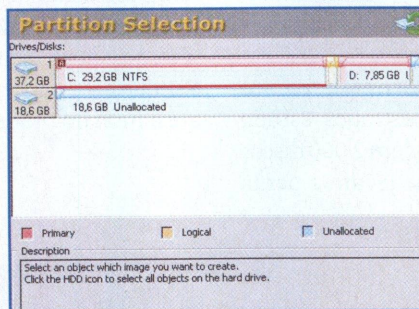 Partition Selection
Drives/Disks:
1
37,2 GB
C: 29,2 GB NTFS
D: 7,85 GB
2
18,6 GB
18,6 GB Unallocated
Primary
Logical
Unallocated
Description
Select an object which image you want to create.
Click the HDD icon to select all objects on the hard drive.